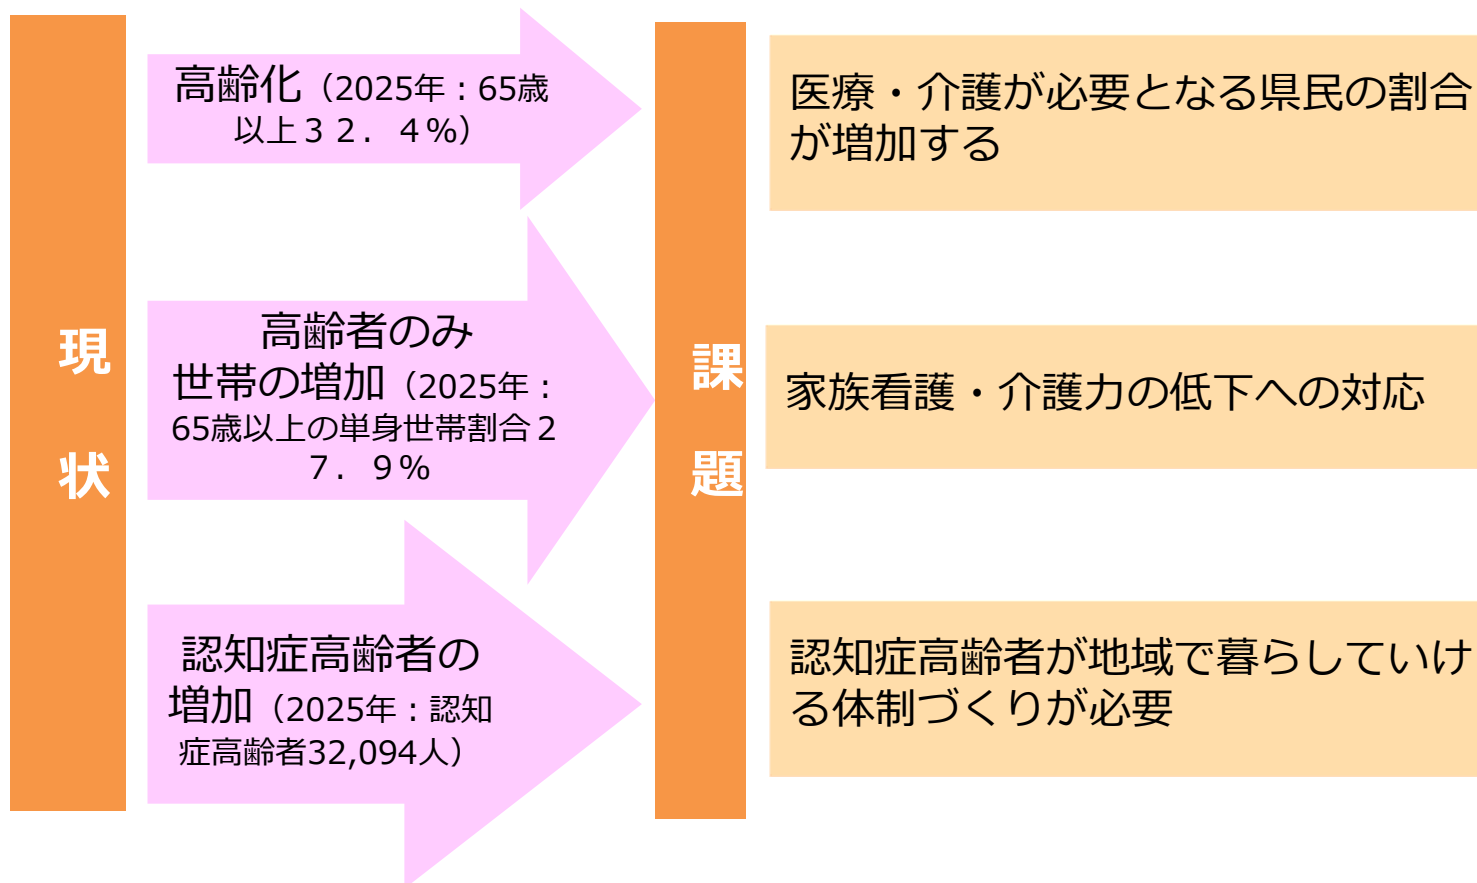 現
状
高齢化（2025年：65歳
以上３２．４%）
高齢者のみ
世帯の増加（2025年：
65歳以上の単身世帯割合２
７．９％
認知症高齢者の
増加（2025年：認知
症高齢者32,094人）
課
題
医療・介護が必要となる県民の割合
が増加する
家族看護・介護力の低下への対応
認知症高齢者が地域で暮らしていけ
る体制づくりが必要